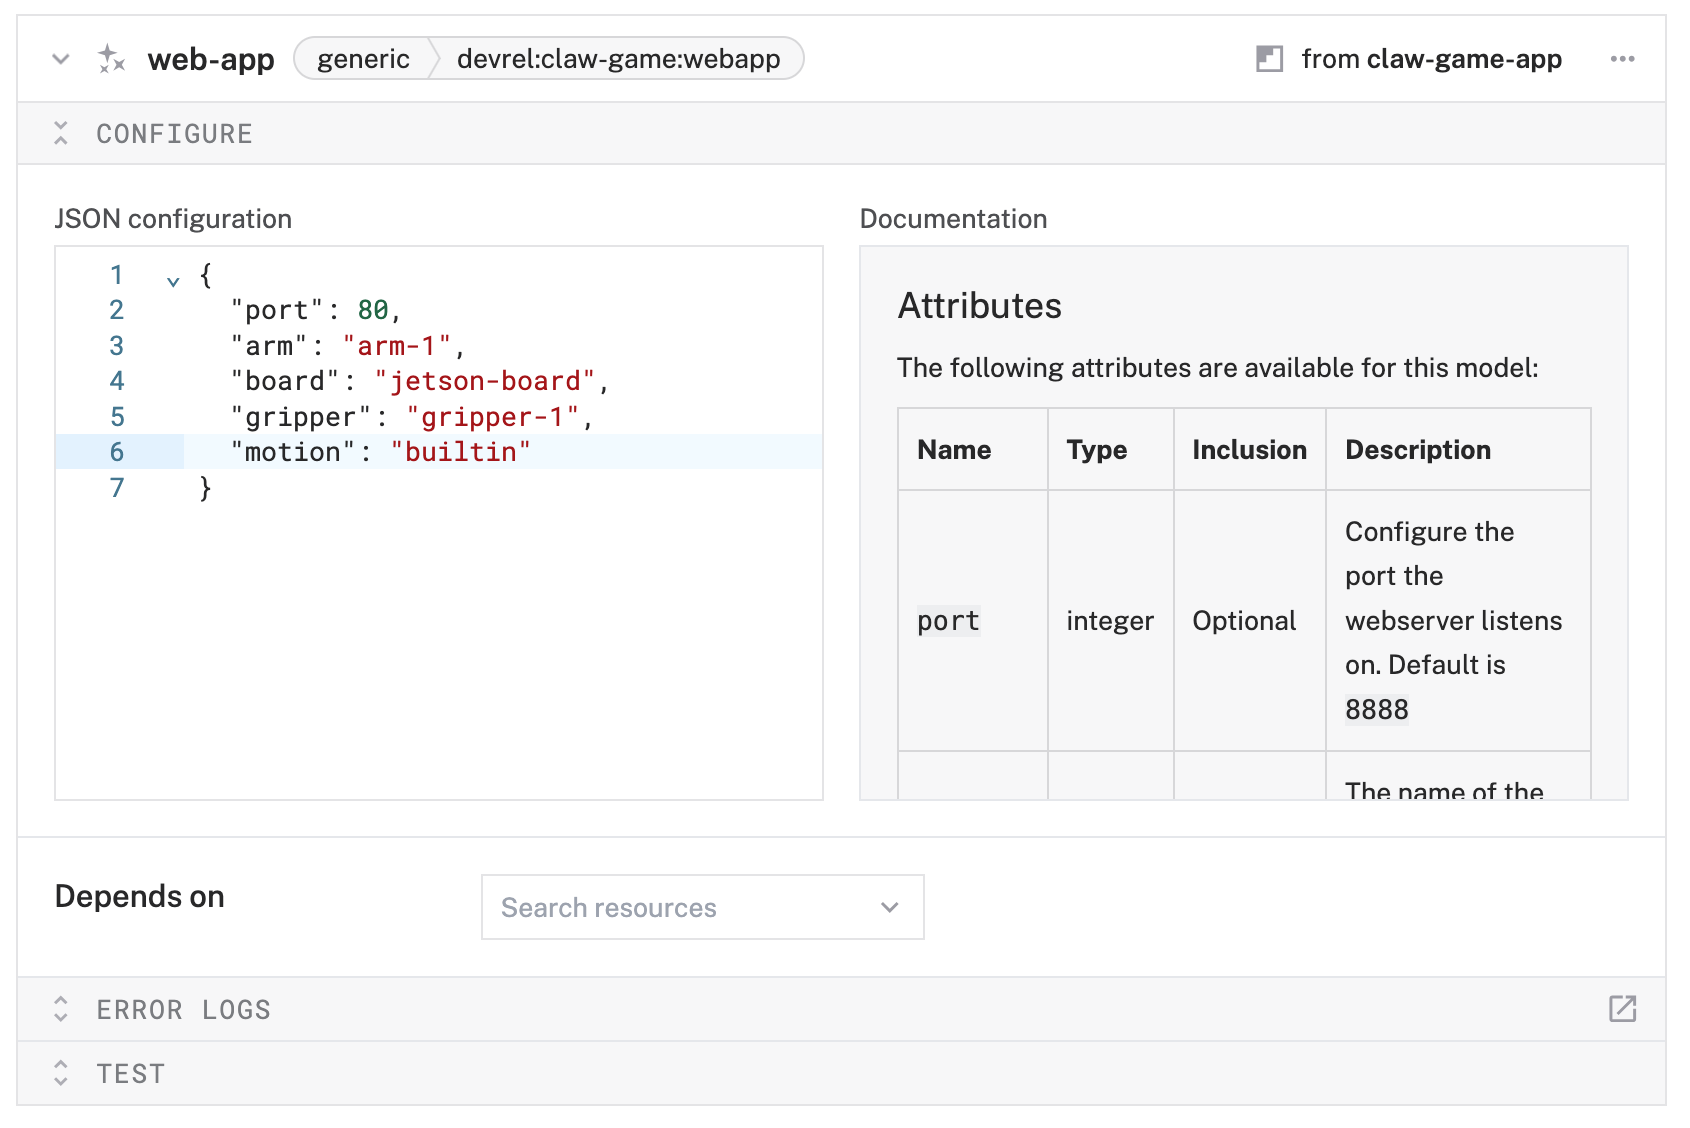 web-app generic devrel:claw-game:webapp from claw-game-app
CONFIGURE
JSON configuration
1 {
2 "port": 80,
3 "arm": "arm-1",
4 "board": "jetson-board",
5 "gripper": "gripper-1",
6 "motion": "builtin"
7 }
Documentation
Attributes
The following attributes are available for this model:
Name Type Inclusion Description
port integer Optional Configure the
port the
webserver listens
on. Default is
8888
The name of the
Depends on
Search resources
ERROR LOGS
TEST